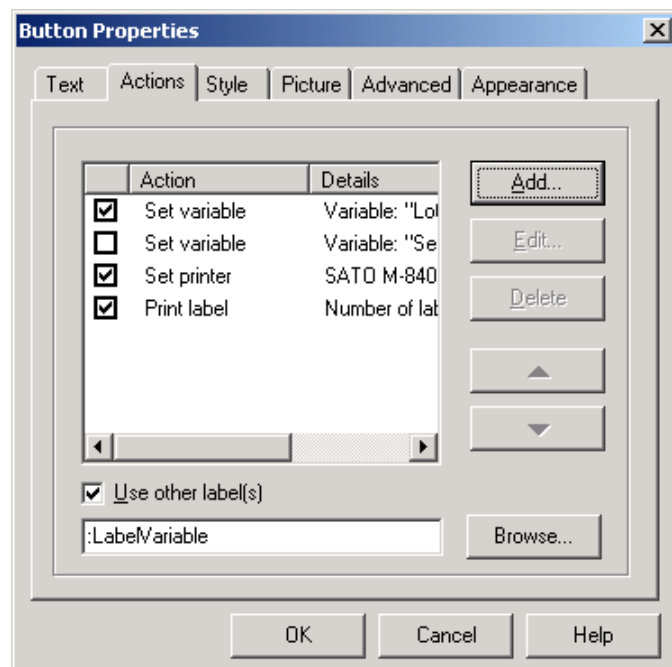 Button Properties
Text Actions Style Picture Advanced Appearance
Action Details
Set variable Variable: "Lot
Set variable Variable: "Se
Set printer SATO M-840
Print label Number of lab
Add...
Edit...
Delete
Use other label(s)
:LabelVariable
Browse...
OK Cancel Help